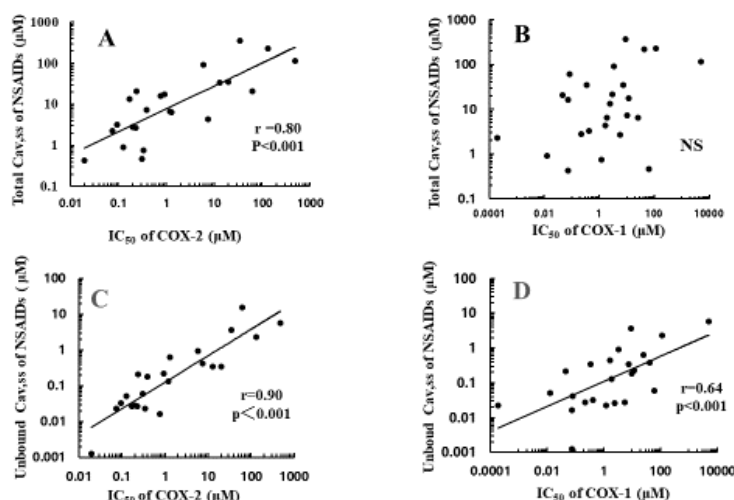 A
Total Cav,ss of NSAIDs (µM)
1000
100
10
1
0.1
0.01 0.1 1 10 100 1000
r =0.80
P<0.001
IC50 of COX-2 (µM)
B
Total Cav,ss of NSAIDs (µM)
1000
100
10
1
0.1
0.0001 0.01 1 100 10000
NS
IC50 of COX-1 (µM)
C
Unbound Cav,ss of NSAIDs ( µM)
100
10
1
0.1
0.01
0.001
0.01 0.1 1 10 100 1000
r=0.90
p<0.001
IC50 of COX-2 (µM)
D
Unbound Cav,ss of NSAIDs (µM)
100
10
1
0.1
0.01
0.001
0.0001 0.01 1 100 10000
r=0.64
p<0.001
IC50 of COX-1 (µM)